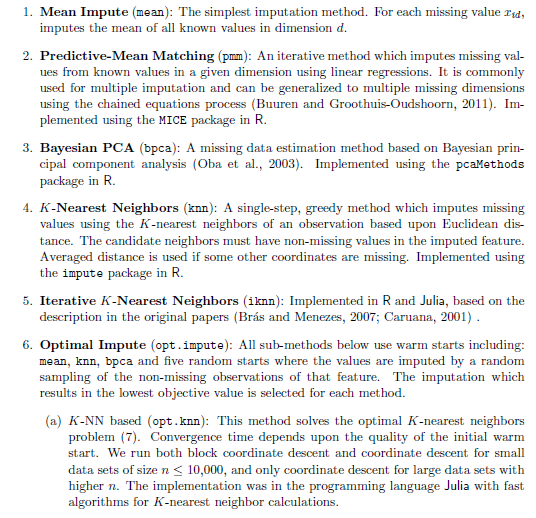 1. Mean Impute (mean): The simplest imputation method. For each missing value x_id,
imputes the mean of all known values in dimension d.
2. Predictive-Mean Matching (pmm): An iterative method which imputes missing val-
ues from known values in a given dimension using linear regressions. It is commonly
used for multiple imputation and can be generalized to multiple missing dimensions
using the chained equations process (Buuren and Groothuis-Oudshoorn, 2011). Im-
plemented using the MICE package in R.
3. Bayesian PCA (bpca): A missing data estimation method based on Bayesian prin-
cipal component analysis (Oba et al., 2003). Implemented using the pcaMethods
package in R.
4. K-Nearest Neighbors (knn): A single-step, greedy method which imputes missing
values using the K-nearest neighbors of an observation based upon Euclidean dis-
tance. The candidate neighbors must have non-missing values in the imputed feature.
Averaged distance is used if some other coordinates are missing. Implemented using
the impute package in R.
5. Iterative K-Nearest Neighbors (iknn): Implemented in R and Julia, based on the
description in the original papers (Brás and Menezes, 2007; Caruana, 2001) .
6. Optimal Impute (opt.impute): All sub-methods below use warm starts including:
mean, knn, bpca and five random starts where the values are imputed by a random
sampling of the non-missing observations of that feature. The imputation which
results in the lowest objective value is selected for each method.
(a) K-NN based (opt.knn): This method solves the optimal K-nearest neighbors
problem (7). Convergence time depends upon the quality of the initial warm
start. We run both block coordinate descent and coordinate descent for small
data sets of size n ≤ 10,000, and only coordinate descent for large data sets with
higher n. The implementation was in the programming language Julia with fast
algorithms for K-nearest neighbor calculations.